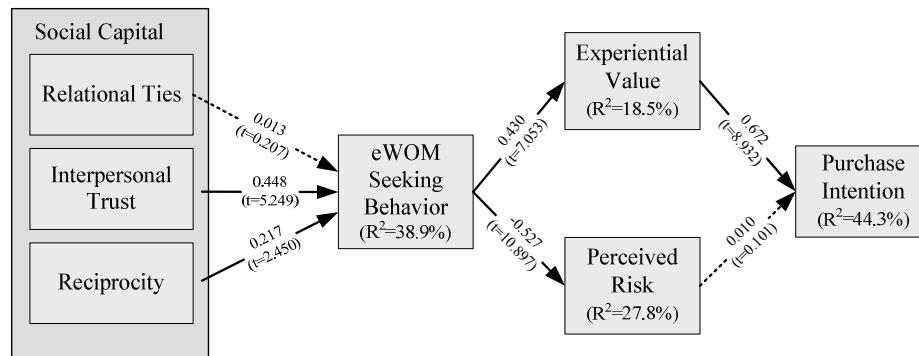 Social Capital
Relational Ties
Interpersonal
Trust
Reciprocity
0.013
(t=0.207)
0.448
(t=5.249)
0.217
(t=2.450)
eWOM
Seeking
Behavior
(R²=38.9%)
0.430
(t=7.053)
-0.527
(t=10.897)
Experiential
Value
(R²=18.5%)
Perceived
Risk
(R²=27.8%)
0.672
(t=8.932)
0.010
(t=0.101)
Purchase
Intention
(R²=44.3%)